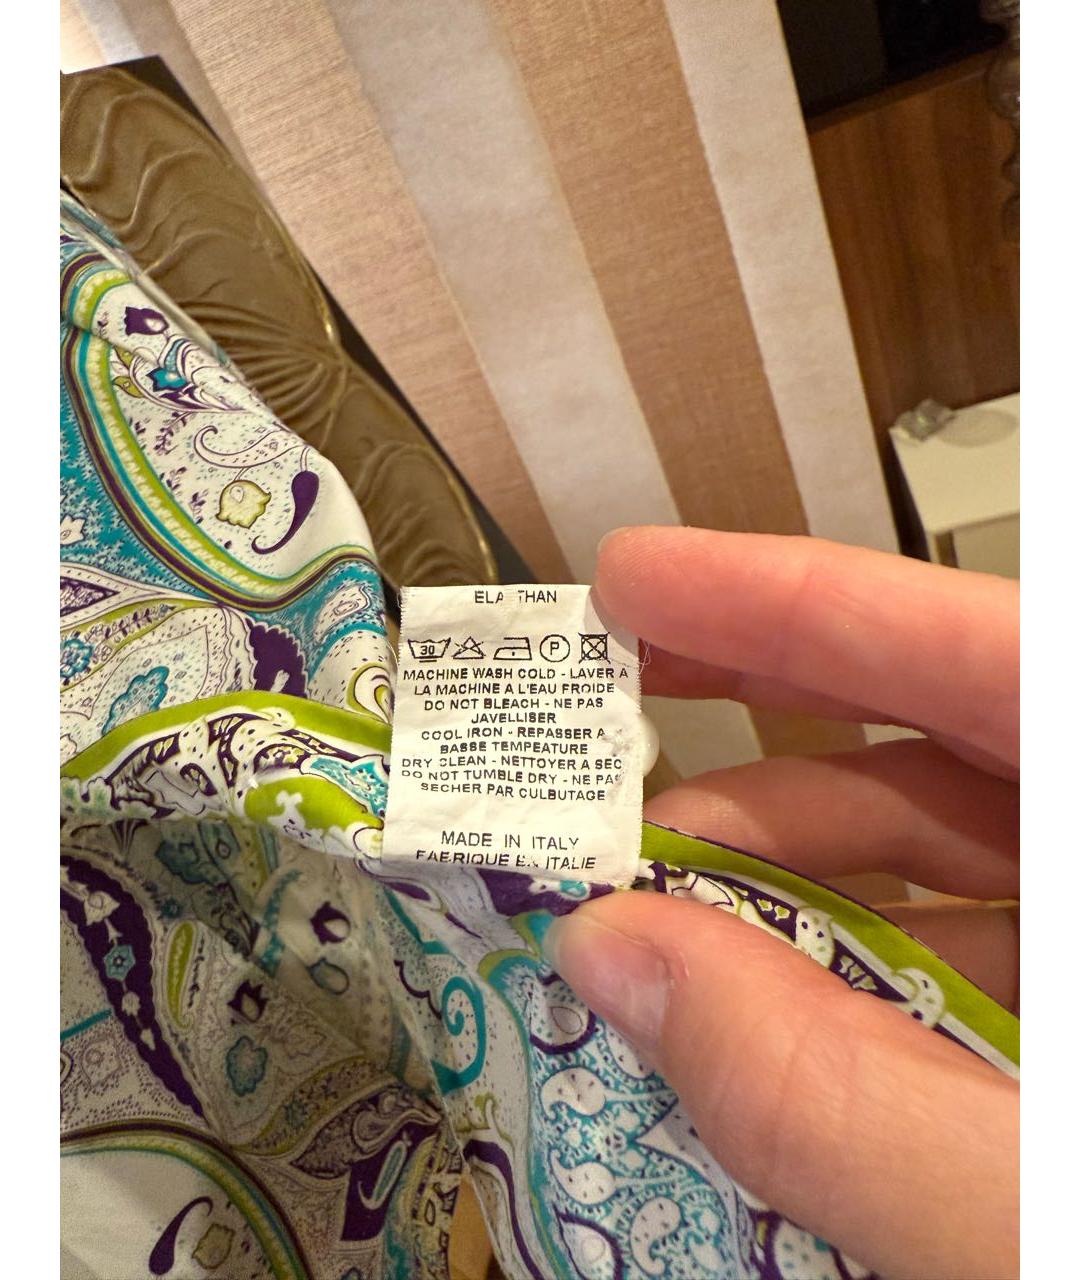 30
P
MACHINE WASH COLD - LAVER A
LA MACHINE A L'EAU FROIDE
DO NOT BLEACH - NE PAS
JAVELLISER
COOL IRON - REPASSER A
BASSE TEMPEATURE
DRY CLEAN - NETTOYER A SEC
DO NOT TUMBLE DRY - NE PAS
SECHER PAR CULBUTAGE
MADE IN ITALY
FABRIQUE EN ITALIE